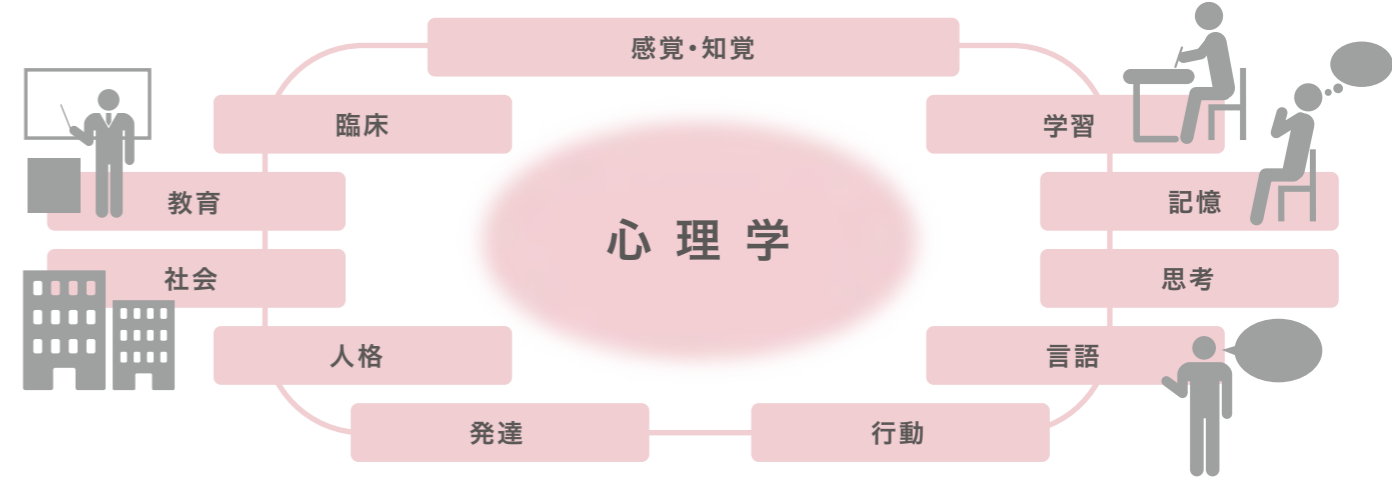 感覚・知覚
臨床
学習
教育
記憶
心理学
社会
思考
人格
言語
発達
行動